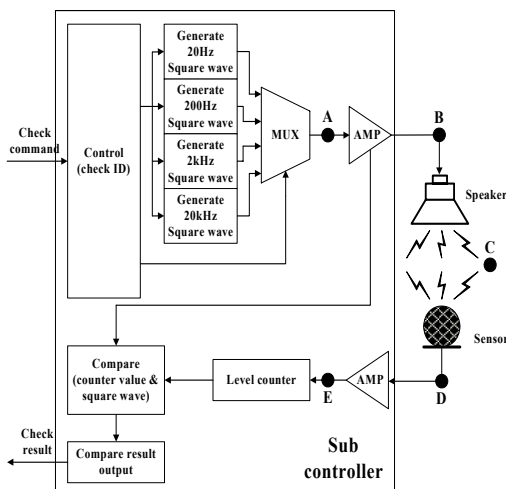 Check
command
Control
(check ID)
Generate
20Hz
Square wave
Generate
200Hz
Square wave
Generate
2kHz
Square wave
Generate
20kHz
Square wave
MUX
A
AMP
B
Speaker
C
Sensor
D
AMP
E
Level counter
Compare
(counter value &
square wave)
Check
result
Compare result
output
Sub
controller